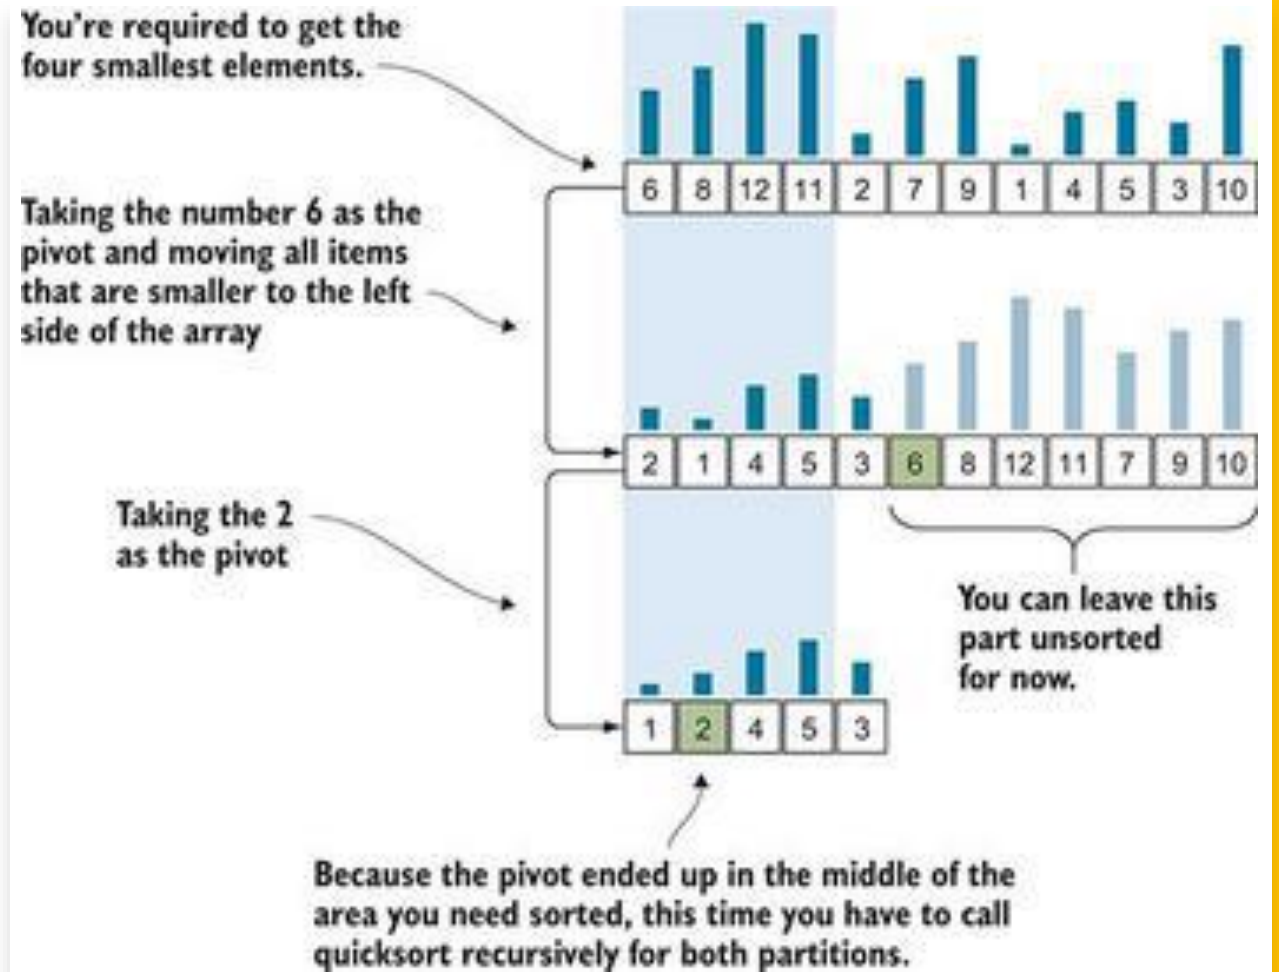 You're required to get the
four smallest elements.
6 8 12 11 2 7 9 1 4 5 3 10
Taking the number 6 as the
pivot and moving all items
that are smaller to the left
side of the array
2 1 4 5 3 6 8 12 11 7 9 10
Taking the 2
as the pivot
You can leave this
part unsorted
for now.
1 2 4 5 3
Because the pivot ended up in the middle of the
area you need sorted, this time you have to call
quicksort recursively for both partitions.